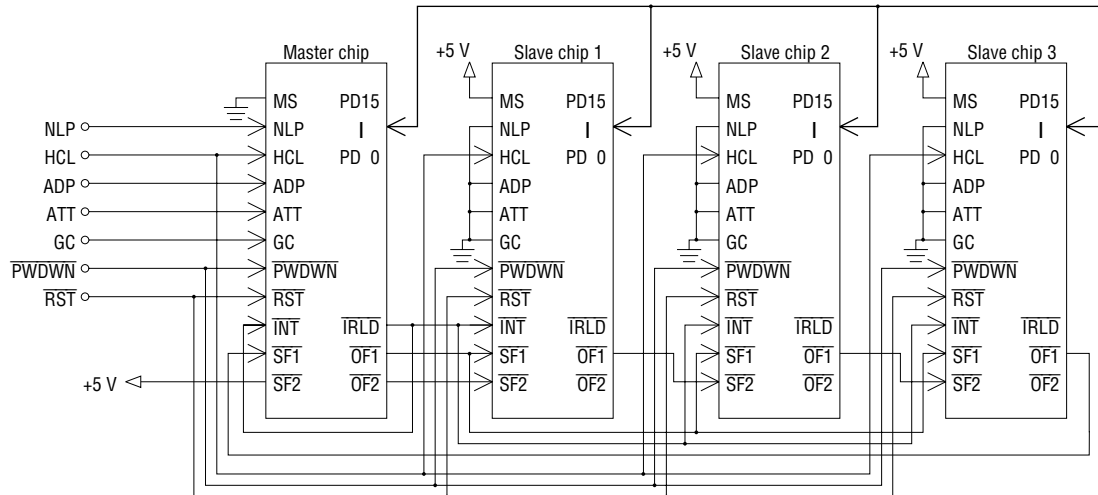 Master chip
Slave chip 1
Slave chip 2
Slave chip 3
+5 V
+5 V
+5 V
NLP
HCL
ADP
ATT
GC
PWDWN
RST
+5 V
MS
NLP
HCL
ADP
ATT
GC
PWDWN
RST
INT
SF1
SF2
PD15
I
PD 0
IRLD
OF1
OF2
MS
NLP
HCL
ADP
ATT
GC
PWDWN
RST
INT
SF1
SF2
PD15
I
PD 0
IRLD
OF1
OF2
MS
NLP
HCL
ADP
ATT
GC
PWDWN
RST
INT
SF1
SF2
PD15
I
PD 0
IRLD
OF1
OF2
MS
NLP
HCL
ADP
ATT
GC
PWDWN
RST
INT
SF1
SF2
PD15
I
PD 0
IRLD
OF1
OF2